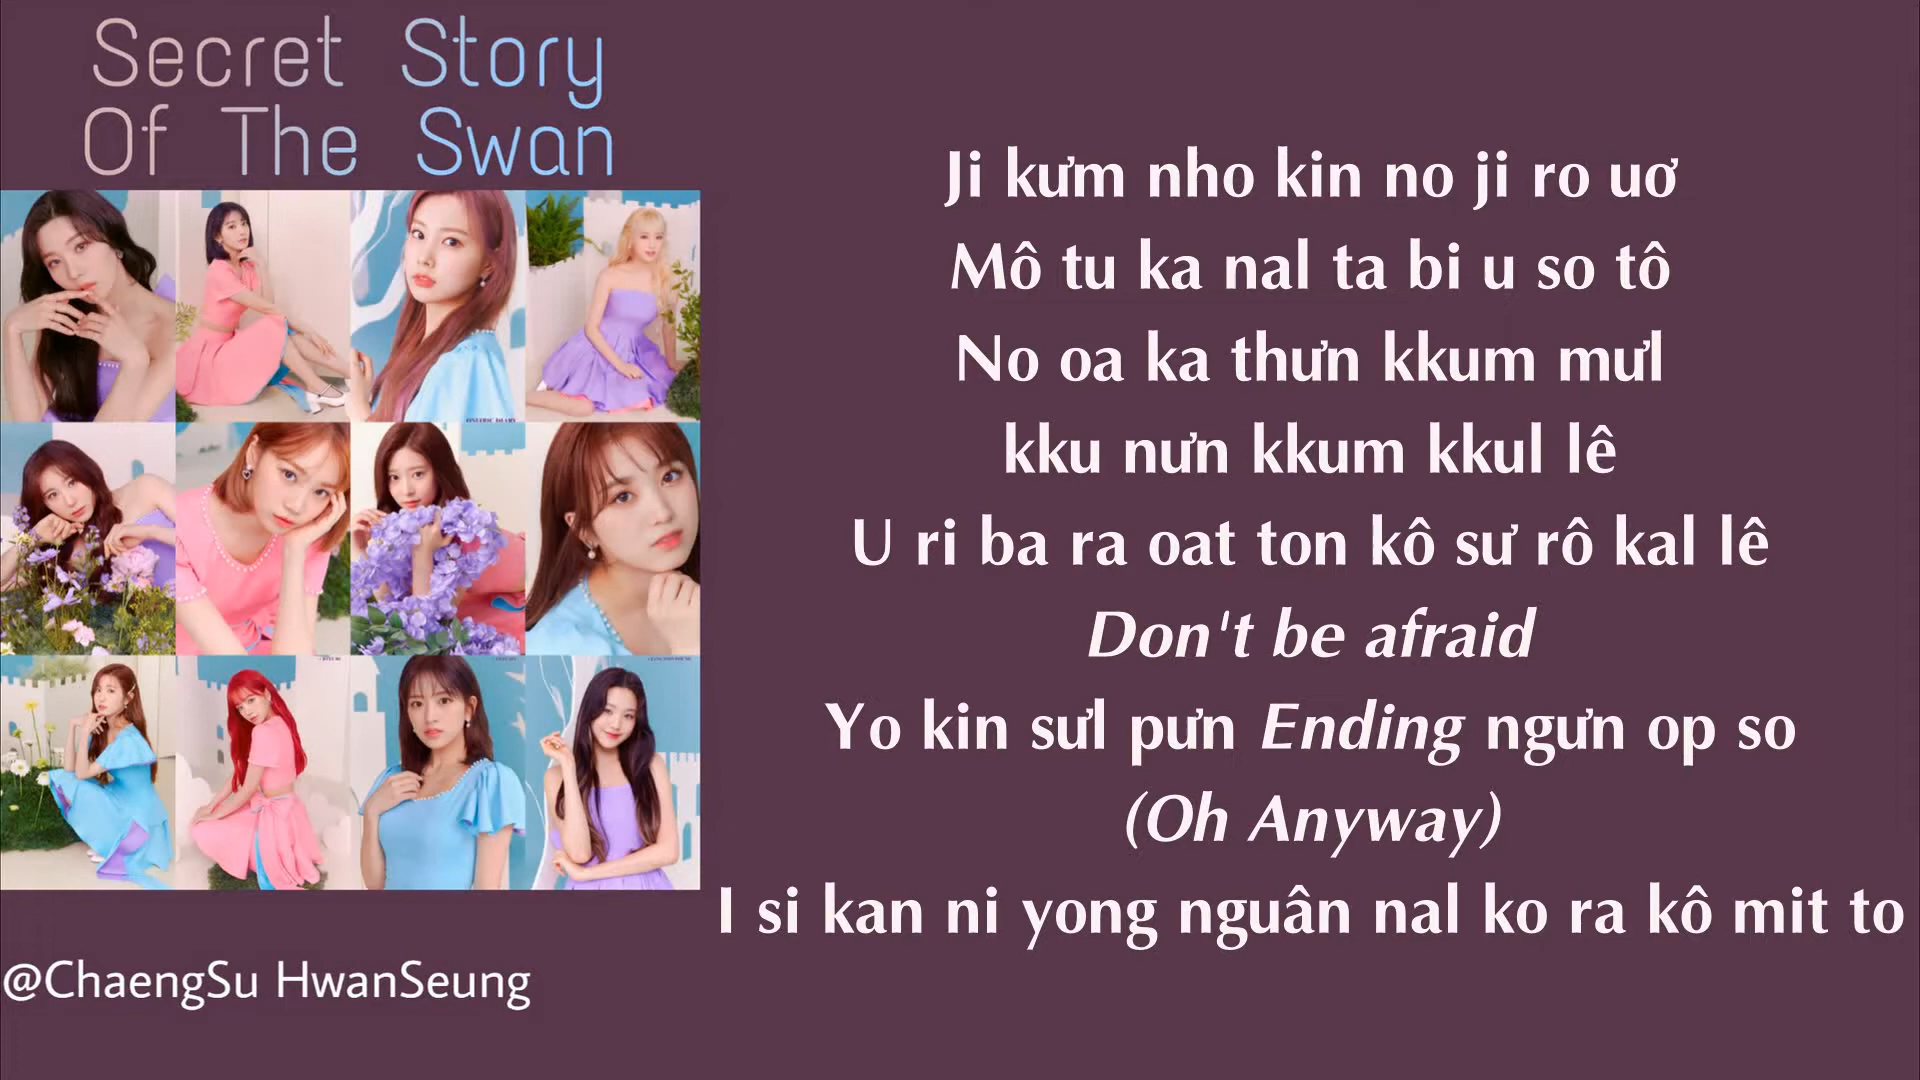 Secret Story
Of The Swan
Ji kưm nho kin no ji ro uơ
Mô tu ka nal ta bi u so tô
No oa ka thưn kkum mưl
kku nưn kkum kkul lê
U ri ba ra oat ton kô sư rô kal lê
Don't be afraid
Yo kin sưl pưn Ending ngưn op so
(Oh Anyway)
I si kan ni yong nguân nal ko ra kô mit to
@ChaengSu HwanSeung